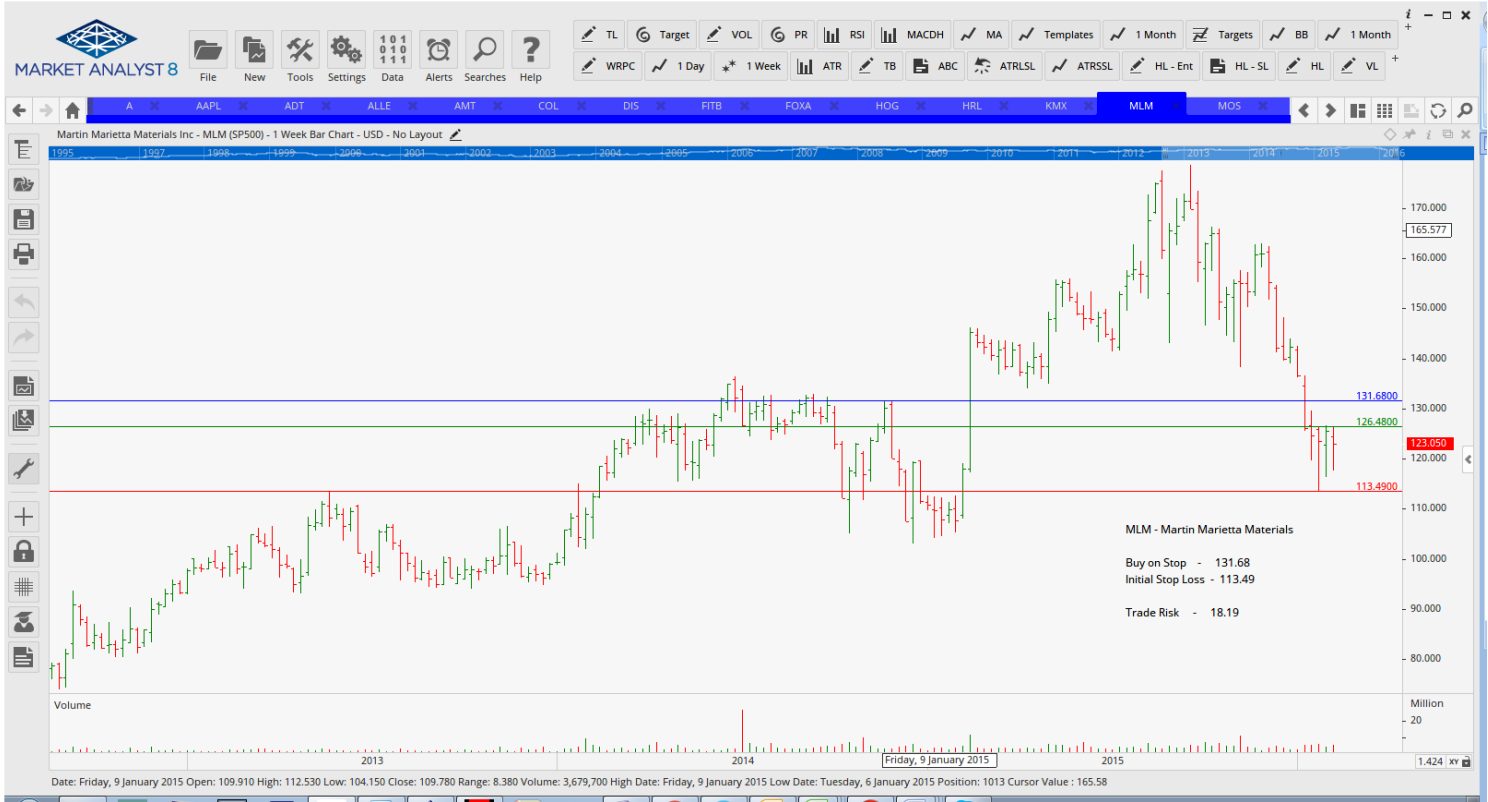 TL Target VOL PR RSI MACDH MA Templates 1 Month Targets BB 1 Month
MARKET ANALYST 8
File New Tools Settings Data Alerts Searches Help
WRPC 1 Day 1 Week ATR TB ABC ATRLSL ATRSSL HL - Ent HL - SL HL VL
A AAPL ADT ALLE AMT COL DIS FITB FOXA HOG HRL KMX MLM MOS
Martin Marietta Materials Inc - MLM (SP500) - 1 Week Bar Chart - USD - No Layout
1995 1997 1998 1999 2000 2001 2002 2003 2004 2005 2006 2007 2008 2009 2010 2011 2012 2013 2014 2015 2016
170.000
165.577
160.000
150.000
140.000
131.6800
130.000
126.4800
123.050
120.000
113.4900
110.000
MLM - Martin Marietta Materials
100.000
Buy on Stop - 131.68
Initial Stop Loss - 113.49
Trade Risk - 18.19
90.000
80.000
Volume
Million
20
2013 2014 Friday, 9 January 2015 2015
1.424 XY
Date: Friday, 9 January 2015 Open: 109.910 High: 112.530 Low: 104.150 Close: 109.780 Range: 8.380 Volume: 3,679,700 High Date: Friday, 9 January 2015 Low Date: Tuesday, 6 January 2015 Position: 1013 Cursor Value : 165.58